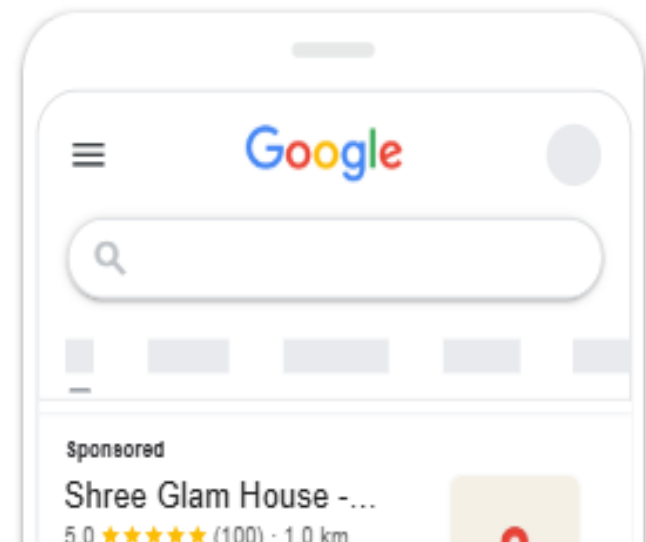 Google
Sponsored
Shree Glam House -...
5.0 ★★★★★ (100) · 1.0 km